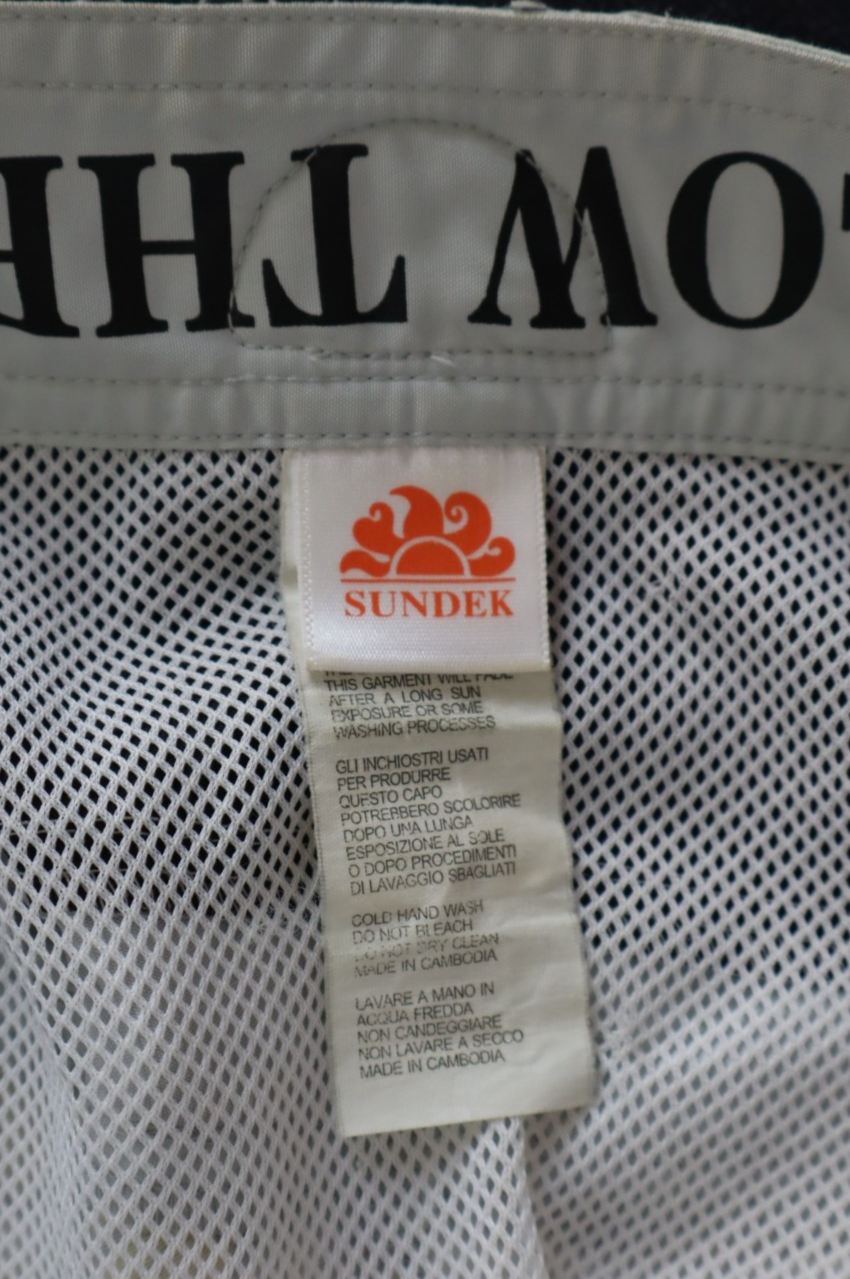 OW THE
SUNDEK
THIS GARMENT WILL FADE
AFTER A LONG SUN
EXPOSURE OR SOME
WASHING PROCESSES
GLI INCHIOSTRI USATI
PER PRODURRE
QUESTO CAPO
POTREBBERO SCOLORIRE
DOPO UNA LUNGA
ESPOSIZIONE AL SOLE
O DOPO PROCEDIMENTI
DI LAVAGGIO SBAGLIATI
COLD HAND WASH
DO NOT BLEACH
DO NOT DRY CLEAN
MADE IN CAMBODIA
LAVARE A MANO IN
ACQUA FREDDA
NON CANDEGGIARE
NON LAVARE A SECCO
MADE IN CAMBODIA